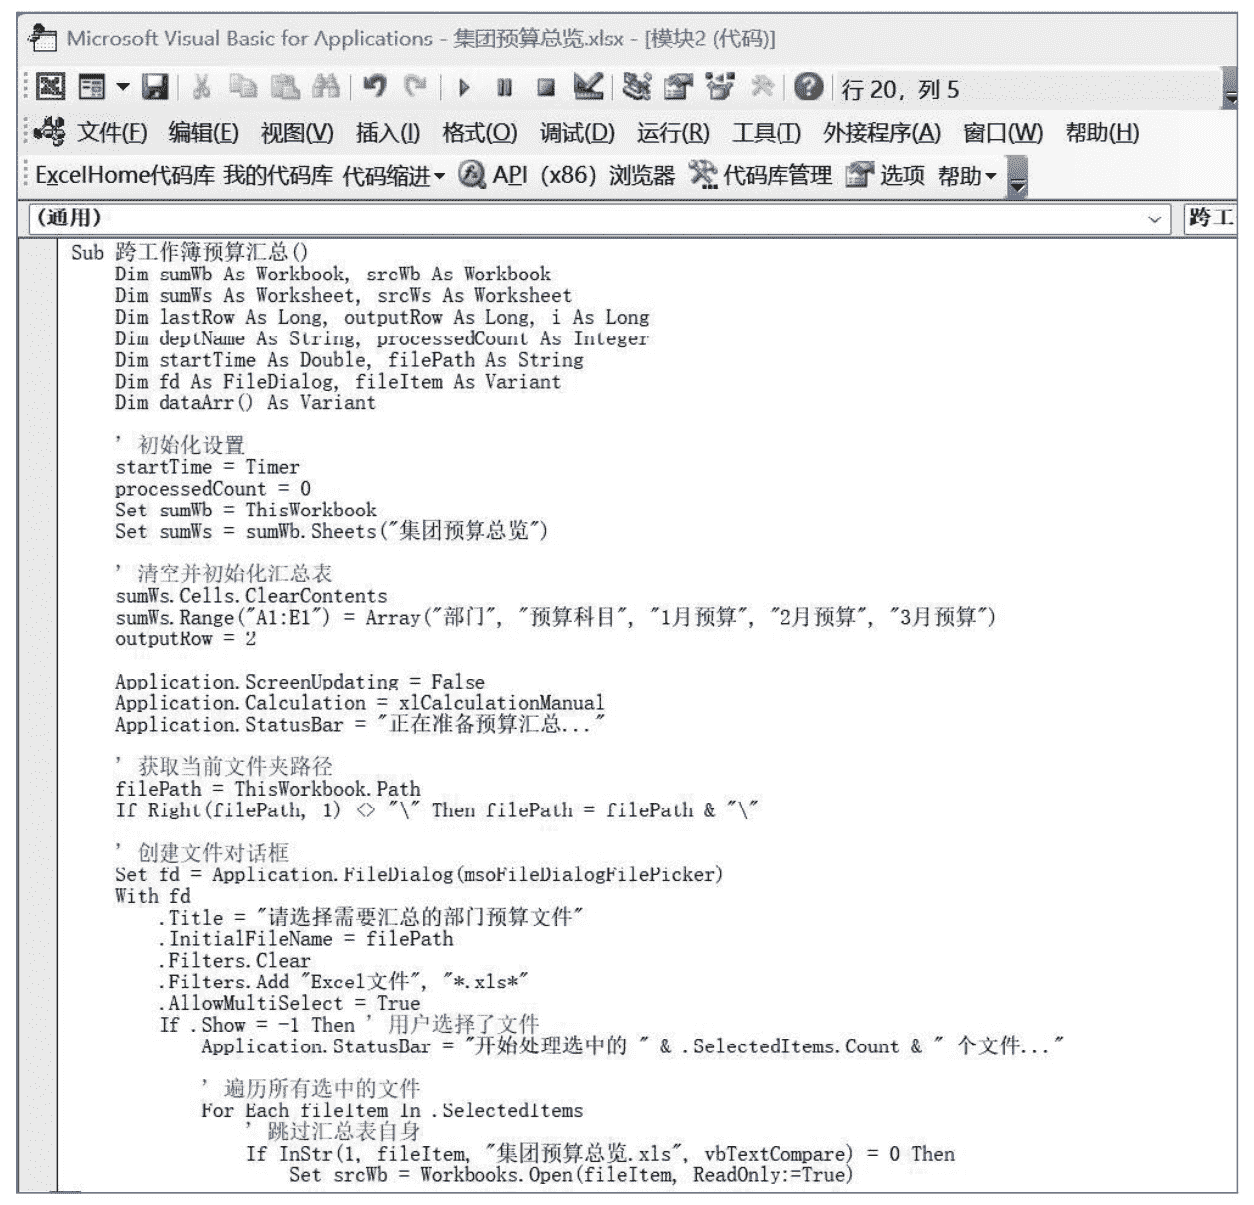 Microsoft Visual Basic for Applications - 集团预算总览.xlsx - [模块2 (代码)]
行 20，列 5
文件(F) 编辑(E) 视图(V) 插入(I) 格式(O) 调试(D) 运行(R) 工具(T) 外接程序(A) 窗口(W) 帮助(H)
ExcelHome代码库 我的代码库 代码缩进 API (x86) 浏览器 代码库管理 选项 帮助
(通用) 跨工
Sub 跨工作簿预算汇总()
Dim sumWb As Workbook, srcWb As Workbook
Dim sumWs As Worksheet, srcWs As Worksheet
Dim lastRow As Long, outputRow As Long, i As Long
Dim deptName As String, processedCount As Integer
Dim startTime As Double, filePath As String
Dim fd As FileDialog, fileItem As Variant
Dim dataArr() As Variant
' 初始化设置
startTime = Timer
processedCount = 0
Set sumWb = ThisWorkbook
Set sumWs = sumWb.Sheets("集团预算总览")
' 清空并初始化汇总表
sumWs.Cells.ClearContents
sumWs.Range("A1:E1") = Array("部门", "预算科目", "1月预算", "2月预算", "3月预算")
outputRow = 2
Application.ScreenUpdating = False
Application.Calculation = xlCalculationManual
Application.StatusBar = "正在准备预算汇总..."
' 获取当前文件夹路径
filePath = ThisWorkbook.Path
If Right(filePath, 1) <> "\" Then filePath = filePath & "\"
' 创建文件对话框
Set fd = Application.FileDialog(msoFileDialogFilePicker)
With fd
.Title = "请选择需要汇总的部门预算文件"
.InitialFileName = filePath
.Filters.Clear
.Filters.Add "Excel文件", "*.xls*"
.AllowMultiSelect = True
If .Show = -1 Then ' 用户选择了文件
Application.StatusBar = "开始处理选中的 " & .SelectedItems.Count & " 个文件..."
' 遍历所有选中的文件
For Each fileItem In .SelectedItems
' 跳过汇总表自身
If InStr(1, fileItem, "集团预算总览.xls", vbTextCompare) = 0 Then
Set srcWb = Workbooks.Open(fileItem, ReadOnly:=True)